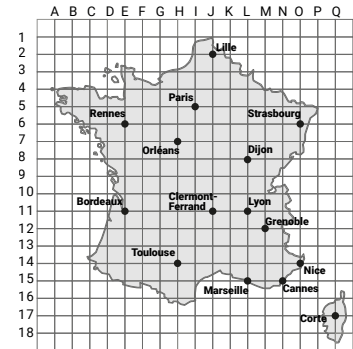 A B C D E F G H I J K L M N O P Q
1
Lille
2
3
4
Paris
5
Rennes
Strasbourg
6
7
Orléans
Dijon
8
9
10
Bordeaux
Clermont-
Ferrand
Lyon
11
Grenoble
12
13
Toulouse
14
Nice
15
Marseille
Cannes
16
Corte
17
18